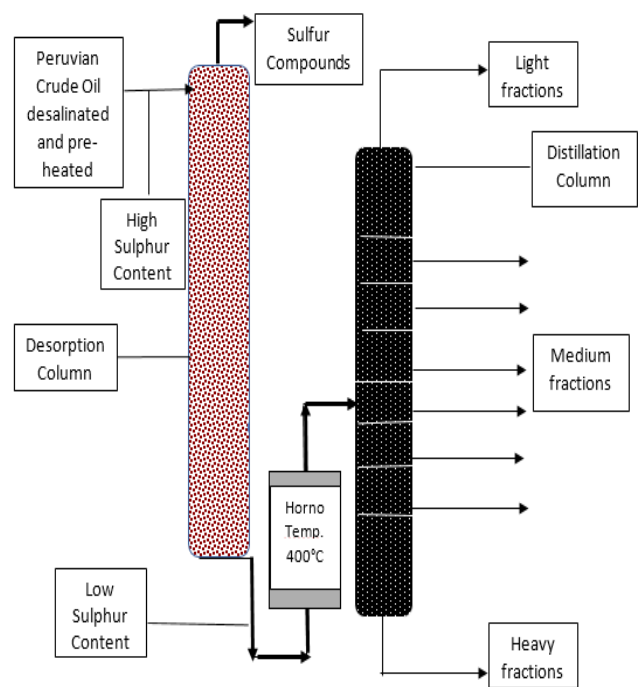 Peruvian
Crude Oil
desalinated
and pre-
heated
Sulfur
Compounds
Light
fractions
Distillation
Column
High
Sulphur
Content
Desorption
Column
Medium
fractions
Horno
Temp.
400°C
Low
Sulphur
Content
Heavy
fractions